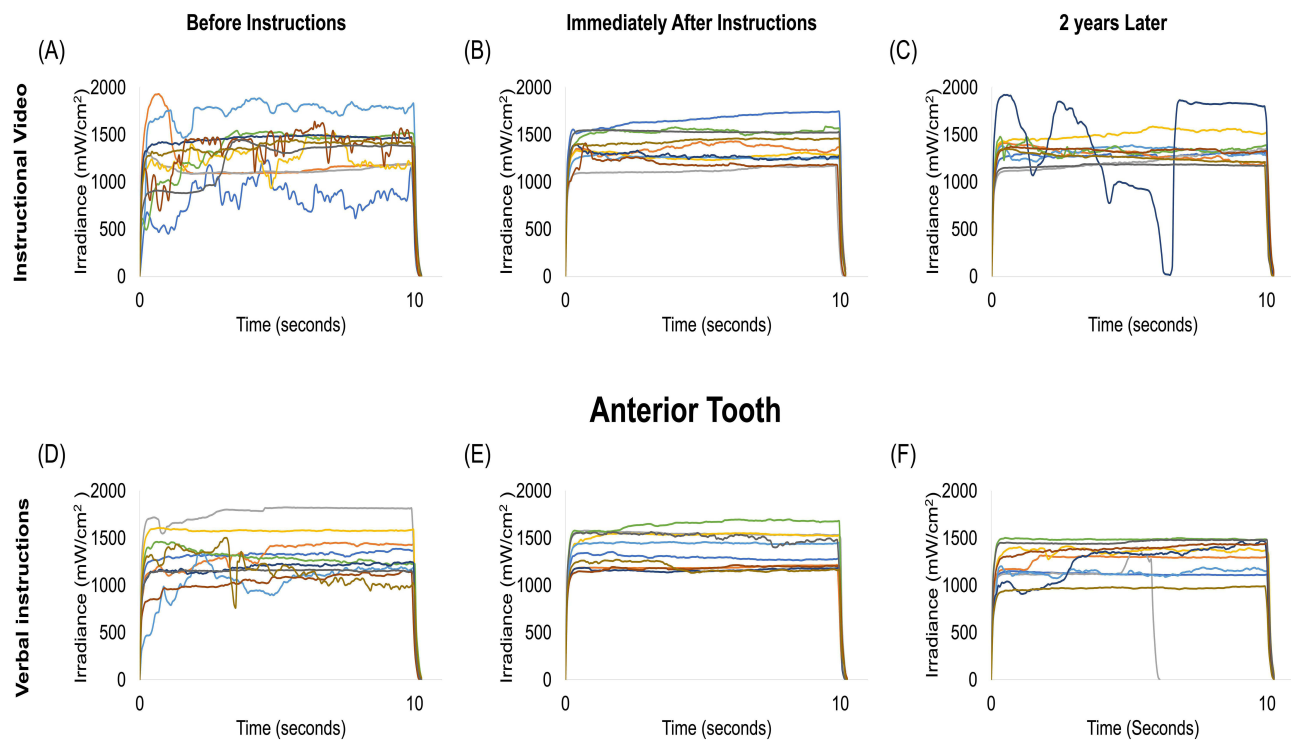 Before Instructions
Immediately After Instructions
2 years Later
Instructional Video
(A)
Irradiance (mW/cm²)
2000
1500
1000
500
0
0
10
Time (seconds)
(B)
Irradiance (mW/cm²)
2000
1500
1000
500
0
0
10
Time (seconds)
(C)
Irradiance (mW/cm²)
2000
1500
1000
500
0
0
10
Time (seconds)
Anterior Tooth
Verbal instructions
(D)
Irradiance (mW/cm² )
2000
1500
1000
500
0
0
10
Time (seconds)
(E)
Irradiance (mW/cm² )
2000
1500
1000
500
0
0
10
Time (seconds)
(F)
Irradiance (mW/cm² )
2000
1500
1000
500
0
0
10
Time (Seconds)